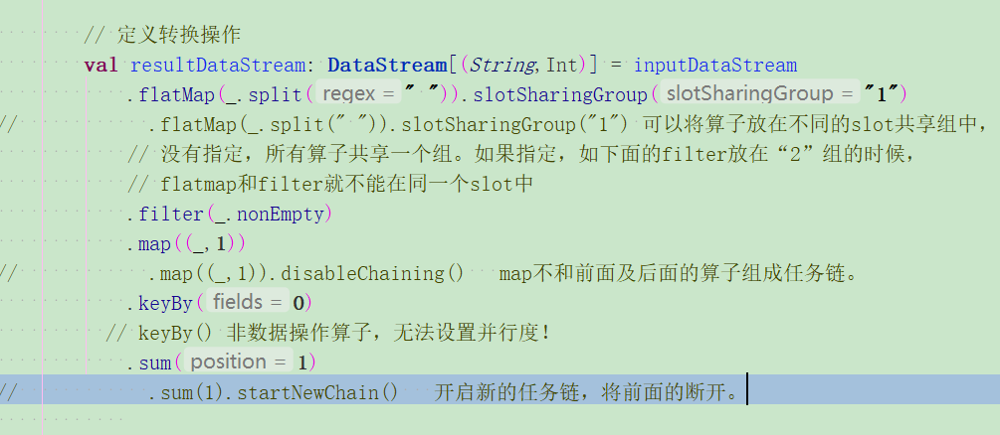 // 定义转换操作
val resultDataStream: DataStream[(String,Int)] = inputDataStream
.flatMap(_.split( regex = " ")).slotSharingGroup( slotSharingGroup = "1")
// .flatMap(_.split(" ")).slotSharingGroup("1") 可以将算子放在不同的slot共享组中,
// 没有指定，所有算子共享一个组。如果指定，如下面的filter放在“2”组的时候，
// flatmap和filter就不能在同一个slot中
.filter(_.nonEmpty)
.map((_,1))
// .map((_,1)).disableChaining() map不和前面及后面的算子组成任务链。
.keyBy( fields = 0)
// keyBy() 非数据操作算子，无法设置并行度！
.sum( position = 1)
// .sum(1).startNewChain() 开启新的任务链，将前面的断开。